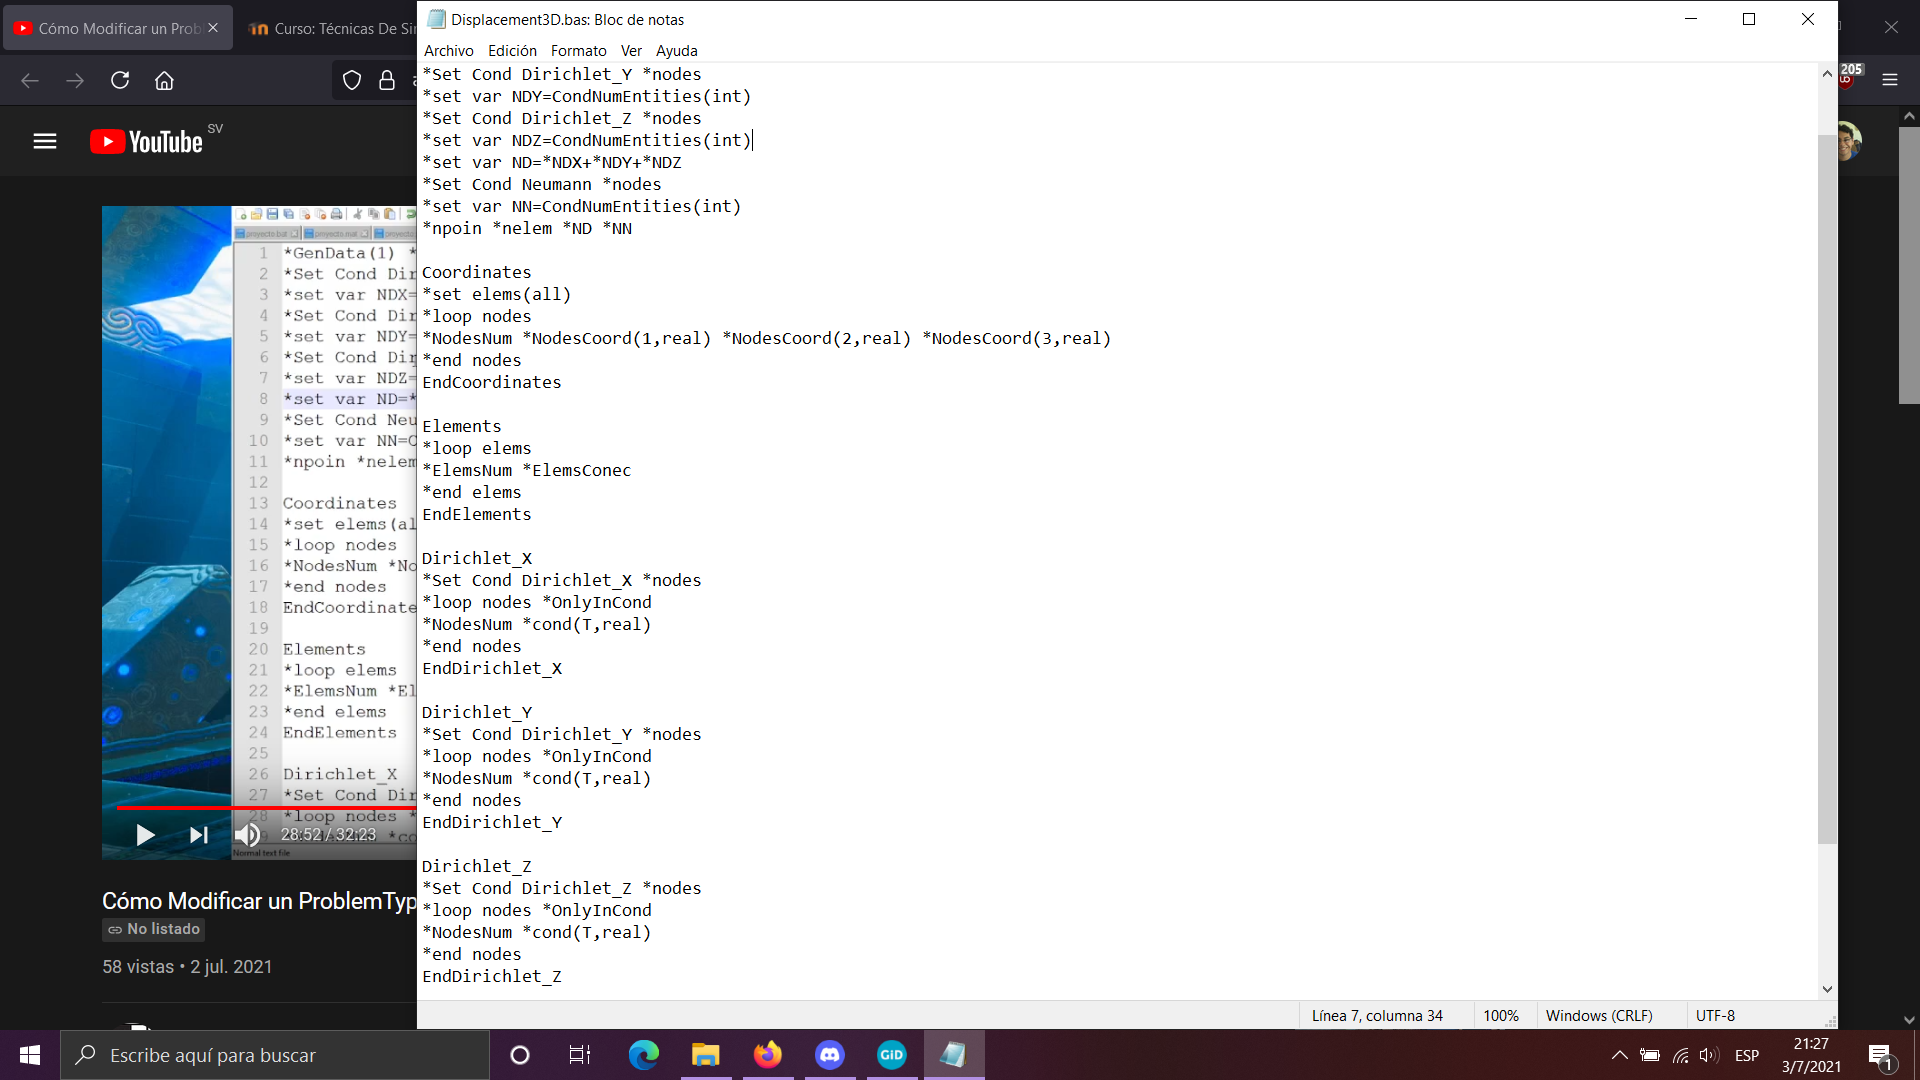 Cómo Modificar un Prob
Curso: Técnicas De Si
205
YouTube SV
Displacement3D.bas: Bloc de notas
Archivo Edición Formato Ver Ayuda
*Set Cond Dirichlet_Y *nodes
*set var NDY=CondNumEntities(int)
*Set Cond Dirichlet_Z *nodes
*set var NDZ=CondNumEntities(int)
*set var ND=*NDX+*NDY+*NDZ
*Set Cond Neumann *nodes
*set var NN=CondNumEntities(int)
*npoin *nelem *ND *NN
Coordinates
*set elems(all)
*loop nodes
*NodesNum *NodesCoord(1,real) *NodesCoord(2,real) *NodesCoord(3,real)
*end nodes
EndCoordinates
Elements
*loop elems
*ElemsNum *ElemsConec
*end elems
EndElements
Dirichlet_X
*Set Cond Dirichlet_X *nodes
*loop nodes *OnlyInCond
*NodesNum *cond(T,real)
*end nodes
EndDirichlet_X
Dirichlet_Y
*Set Cond Dirichlet_Y *nodes
*loop nodes *OnlyInCond
*NodesNum *cond(T,real)
*end nodes
EndDirichlet_Y
Dirichlet_Z
*Set Cond Dirichlet_Z *nodes
*loop nodes *OnlyInCond
*NodesNum *cond(T,real)
*end nodes
EndDirichlet_Z
Línea 7, columna 34 100% Windows (CRLF) UTF-8
proyecto.bat proyecto.mat proyecto
1 *GenData(1) *
2 *Set Cond Dir
3 *set var NDX=
4 *Set Cond Dir
5 *set var NDY=
6 *Set Cond Dir
7 *set var NDZ=
8 *set var ND=*
9 *Set Cond Neu
10 *set var NN=C
11 *npoin *nelem
12
13 Coordinates
14 *set elems(al
15 *loop nodes
16 *NodesNum *No
17 *end nodes
18 EndCoordinate
19
20 Elements
21 *loop elems
22 *ElemsNum *El
23 *end elems
24 EndElements
25
26 Dirichlet_X
27 *Set Cond Dir
28 *loop nodes *
Normal text file
28:52 / 32:23
Cómo Modificar un ProblemTyp
No listado
58 vistas • 2 jul. 2021
Escribe aquí para buscar
GiD
ESP
21:27
3/7/2021
1